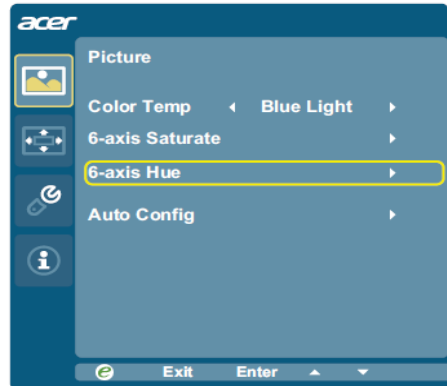 acer
Picture
Color Temp Blue Light
6-axis Saturate
6-axis Hue
Auto Config
e Exit Enter